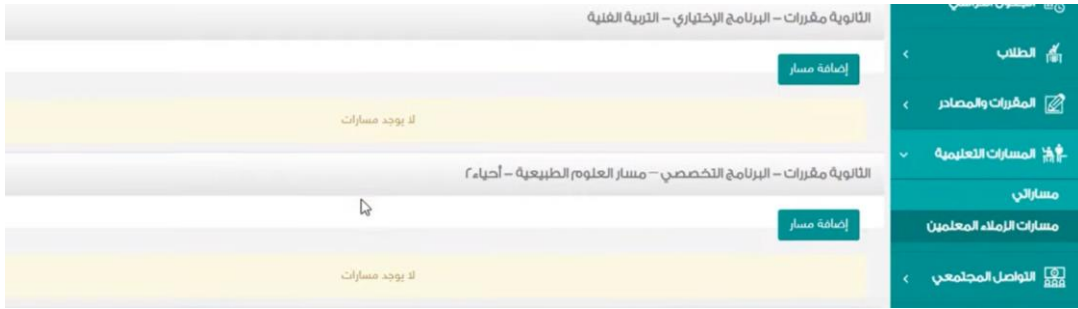 الثانوية مقررات – البرنامج الإختياري – التربية الفنية
إضافة مسار
لا يوجد مسارات
الثانوية مقررات – البرنامج التخصصي – مسار العلوم الطبيعية – أحياء٢
إضافة مسار
لا يوجد مسارات
الطلاب
المقررات والمصادر
المسارات التعليمية
مساراتي
مسارات الزملاء المعلمين
التواصل المجتمعي